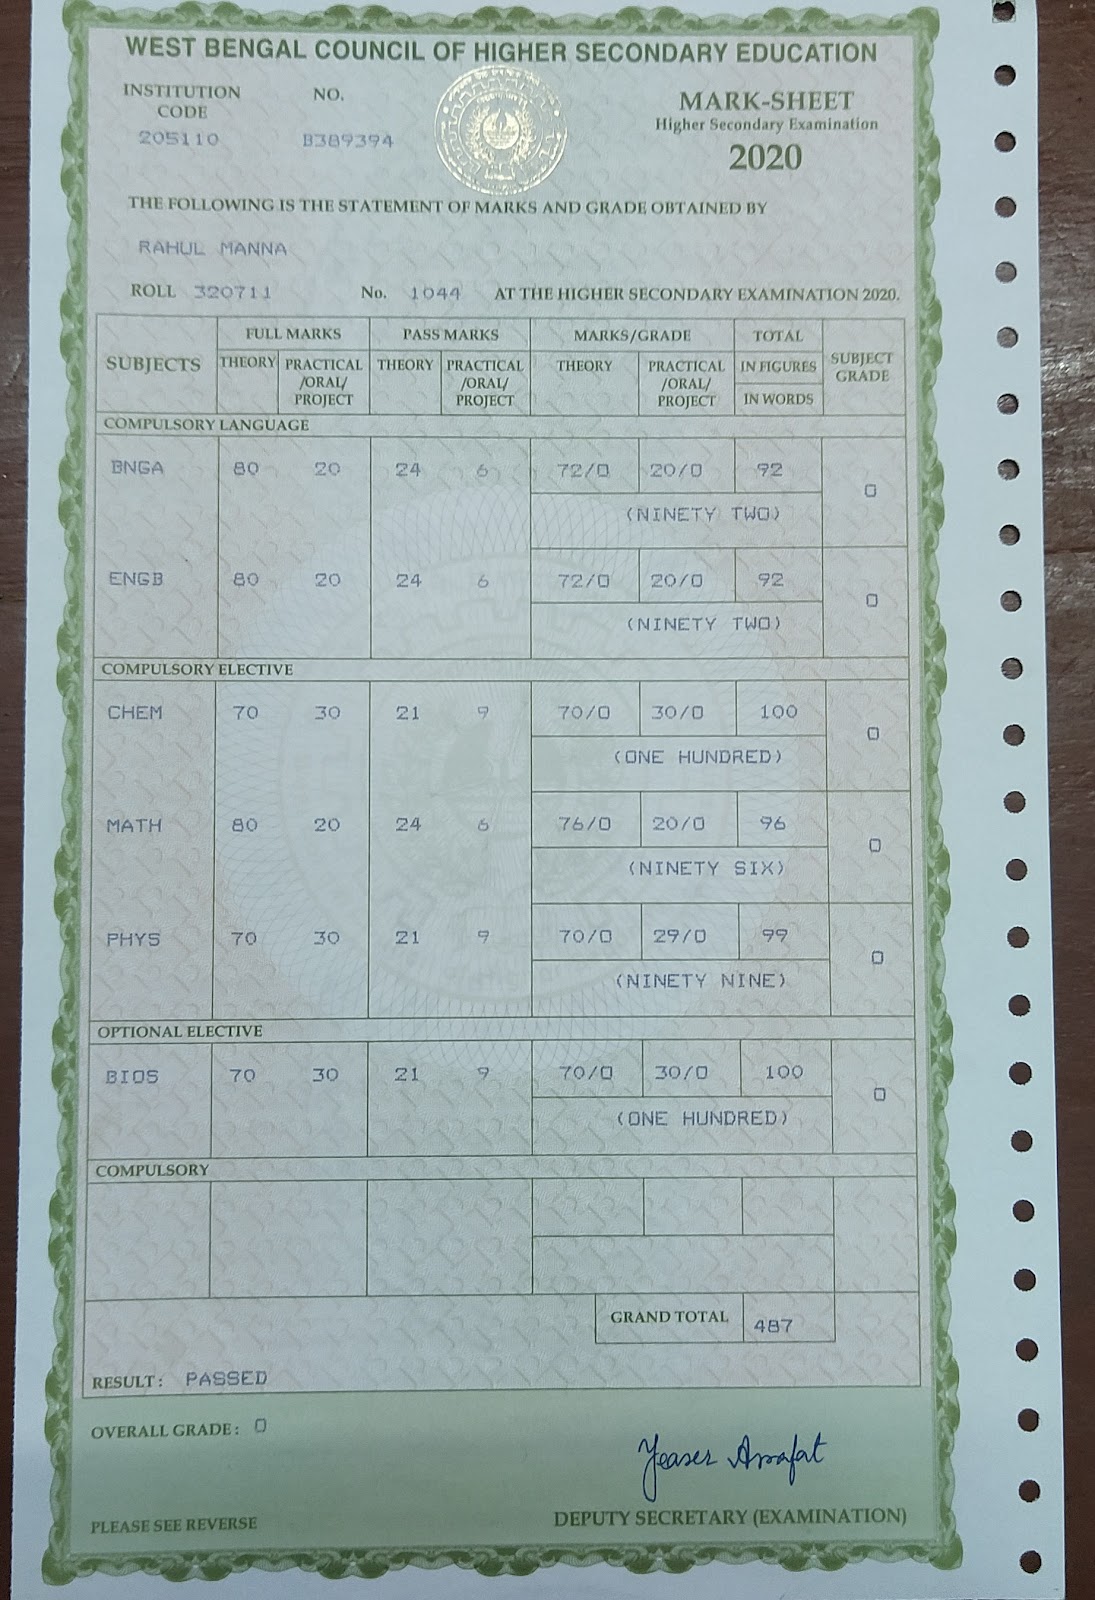 WEST BENGAL COUNCIL OF HIGHER SECONDARY EDUCATION
INSTITUTION CODE NO. MARK-SHEET
205110 B389394 Higher Secondary Examination
2020
THE FOLLOWING IS THE STATEMENT OF MARKS AND GRADE OBTAINED BY
RAHUL MANNA
ROLL 320711 No. 1044 AT THE HIGHER SECONDARY EXAMINATION 2020.
SUBJECTS FULL MARKS PASS MARKS MARKS/GRADE TOTAL SUBJECT GRADE
THEORY PRACTICAL /ORAL/ PROJECT THEORY PRACTICAL /ORAL/ PROJECT THEORY PRACTICAL /ORAL/ PROJECT IN FIGURES
IN WORDS
COMPULSORY LANGUAGE
BNGA 80 20 24 6 72/O 20/O 92 O
(NINETY TWO)
ENGB 80 20 24 6 72/O 20/O 92 O
(NINETY TWO)
COMPULSORY ELECTIVE
CHEM 70 30 21 9 70/O 30/O 100 O
(ONE HUNDRED)
MATH 80 20 24 6 76/O 20/O 96 O
(NINETY SIX)
PHYS 70 30 21 9 70/O 29/O 99 O
(NINETY NINE)
OPTIONAL ELECTIVE
BIOS 70 30 21 9 70/O 30/O 100 O
(ONE HUNDRED)
COMPULSORY
GRAND TOTAL 487
RESULT: PASSED
OVERALL GRADE: O
Yeaser Arrafat
PLEASE SEE REVERSE DEPUTY SECRETARY (EXAMINATION)